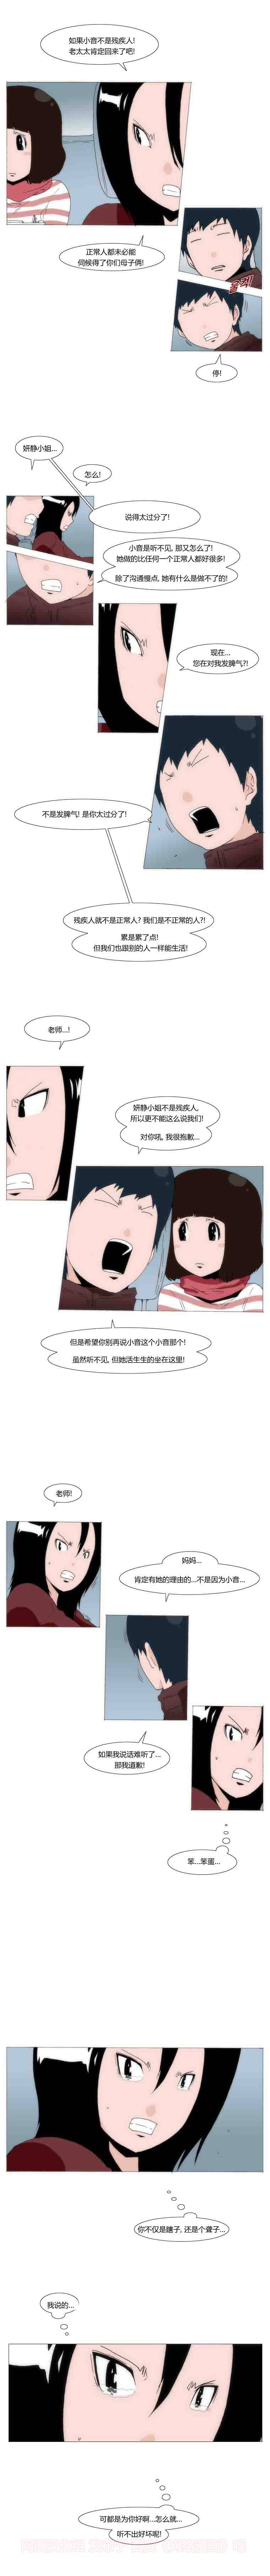 如果小音不是残疾人!
老太太肯定回来了吧!
正常人都未必能
伺候得了你们母子俩!
停!
妍静小姐...
怎么!
说得太过分了!
小音是听不见, 那又怎么了!
她做的比任何一个正常人都好很多!
除了沟通慢点, 她有什么是做不了的!
现在...
您在对我发脾气?!
不是发脾气! 是你太过分了!
残疾人就不是正常人? 我们是不正常的人?!
累是累了点!
但我们也跟别的人一样能生活!
老师...!
妍静小姐不是残疾人,
所以更不能这么说我们!
对你吼, 我很抱歉...
但是希望你别再说小音这个小音那个!
虽然听不见, 但她活生生的坐在这里!
老师!
妈妈...
肯定有她的理由的...不是因为小音...
如果我说话难听了...
那我道歉!
笨...笨蛋...
你不仅是瞎子, 还是个聋子...
我说的...
可都是为你好啊...怎么就...
听不出好坏呢!